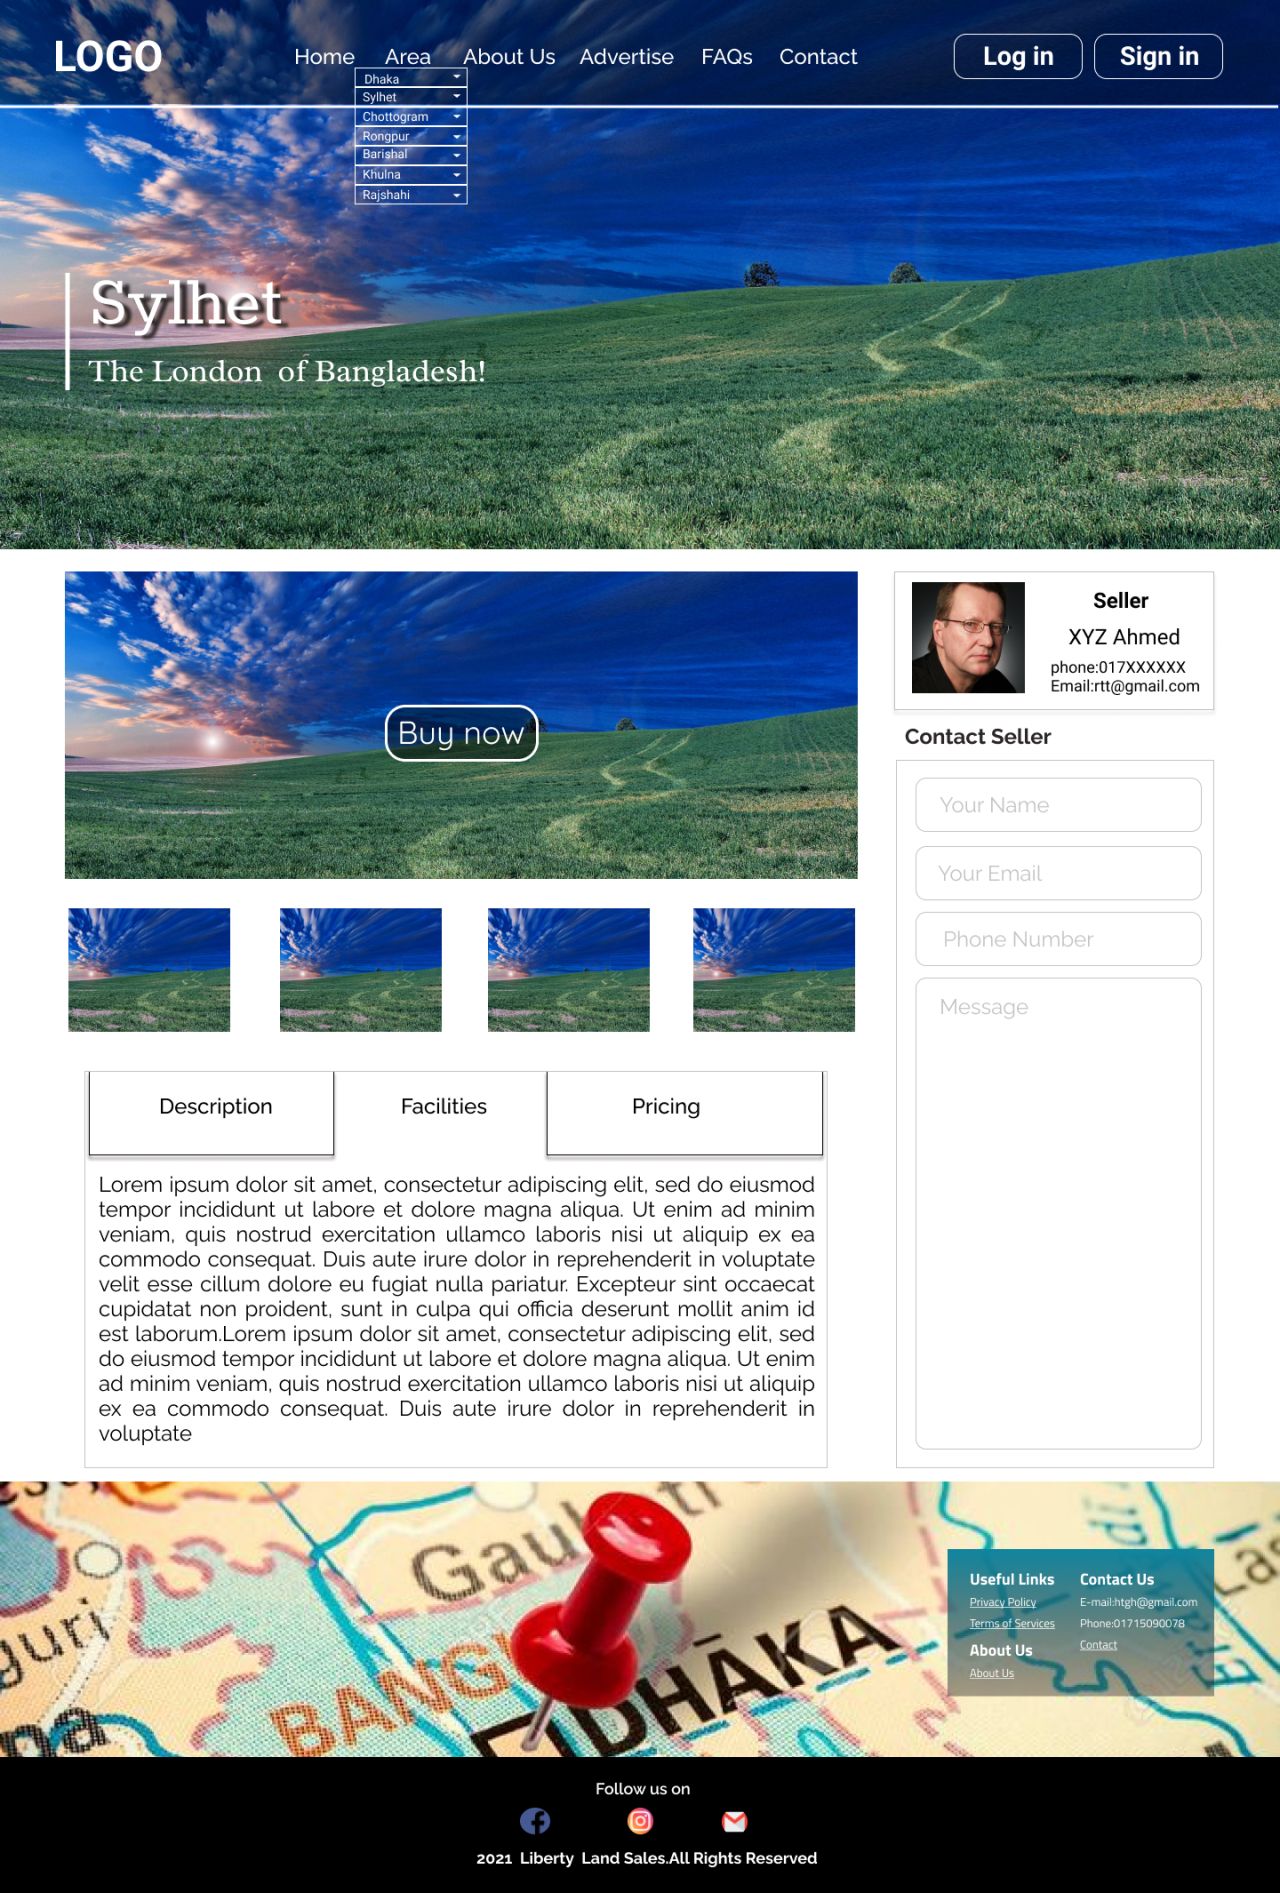 LOGO
Home Area About Us Advertise FAQs Contact
Log in Sign in
Dhaka
Sylhet
Chottogram
Rongpur
Barishal
Khulna
Rajshahi
Sylhet
The London of Bangladesh!
Buy now
Seller
XYZ Ahmed
phone:017XXXXXX
Email:rtt@gmail.com
Contact Seller
Your Name
Your Email
Phone Number
Message
Description Facilities Pricing
Lorem ipsum dolor sit amet, consectetur adipiscing elit, sed do eiusmod
tempor incididunt ut labore et dolore magna aliqua. Ut enim ad minim
veniam, quis nostrud exercitation ullamco laboris nisi ut aliquip ex ea
commodo consequat. Duis aute irure dolor in reprehenderit in voluptate
velit esse cillum dolore eu fugiat nulla pariatur. Excepteur sint occaecat
cupidatat non proident, sunt in culpa qui officia deserunt mollit anim id
est laborum.Lorem ipsum dolor sit amet, consectetur adipiscing elit, sed
do eiusmod tempor incididunt ut labore et dolore magna aliqua. Ut enim
ad minim veniam, quis nostrud exercitation ullamco laboris nisi ut aliquip
ex ea commodo consequat. Duis aute irure dolor in reprehenderit in
voluptate
BANG
DHĀKA
Useful Links
Privacy Policy
Terms of Services
About Us
About Us
Contact Us
E-mail:htgh@gmail.com
Phone:01715090078
Contact
Follow us on
2021 Liberty Land Sales.All Rights Reserved